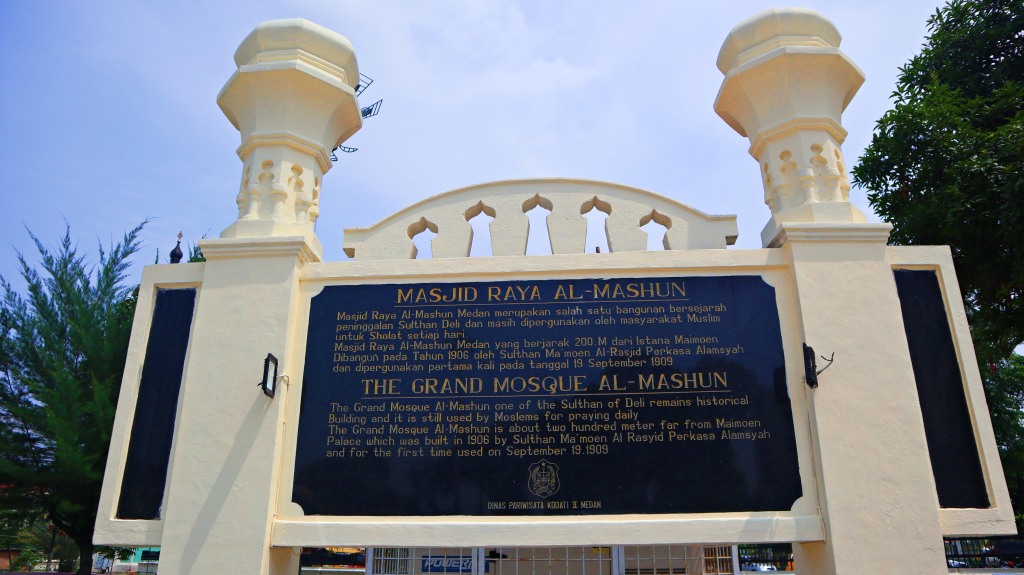 MASJID RAYA AL-MASHUN
Masjid Raya Al-Mashun Medan merupakan salah satu bangunan bersejarah
peninggalan Sulthan Deli dan masih dipergunakan oleh masyarakat Muslim
untuk Sholat setiap hari
Masjid Raya Al-Mashun Medan yang berjarak 200.M dari Istana Maimoen
Dibangun pada Tahun 1906 oleh Sulthan Ma'moen Al-Rasjid Perkasa Alamsyah
dan dipergunakan pertama kali pada tanggal 19 September 1909
THE GRAND MOSQUE AL-MASHUN
The Grand Mosque Al-Mashun one of the Sulthan of Deli remains historical
Building and it is still used by Moslems for praying daily
The Grand Mosque Al-Mashun is about two hundred meter far from Maimoen
Palace which was built in 1906 by Sulthan Ma'moen Al Rasyid Perkasa Alamsyah
and for the first time used on September 19.1909
DINAS PARIWISATA KODATI II MEDAN